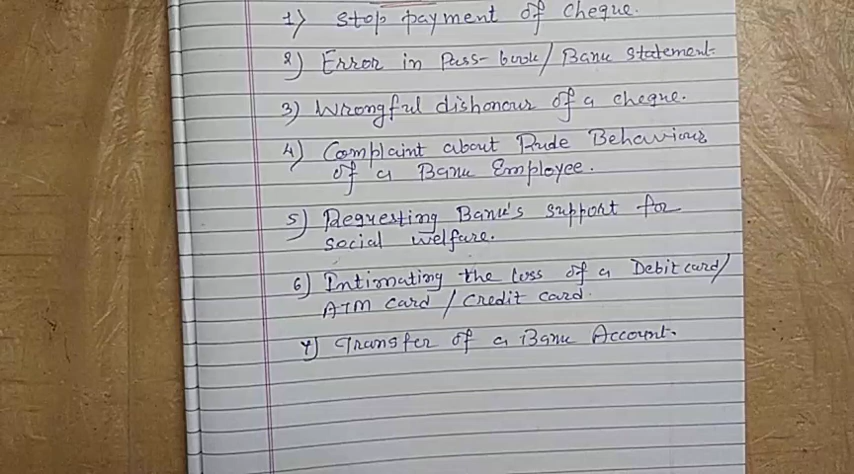 1) Stop payment of cheque.
2) Error in Pass-book/Bank statement
3) Wrongful dishonour of a cheque.
4) Complaint about Rude Behaviour
of a Bank Employee.
5) Requesting Bank's support for
social welfare.
6) Intimating the loss of a Debit card/
ATM card / Credit card.
7) Transfer of a Bank Account.